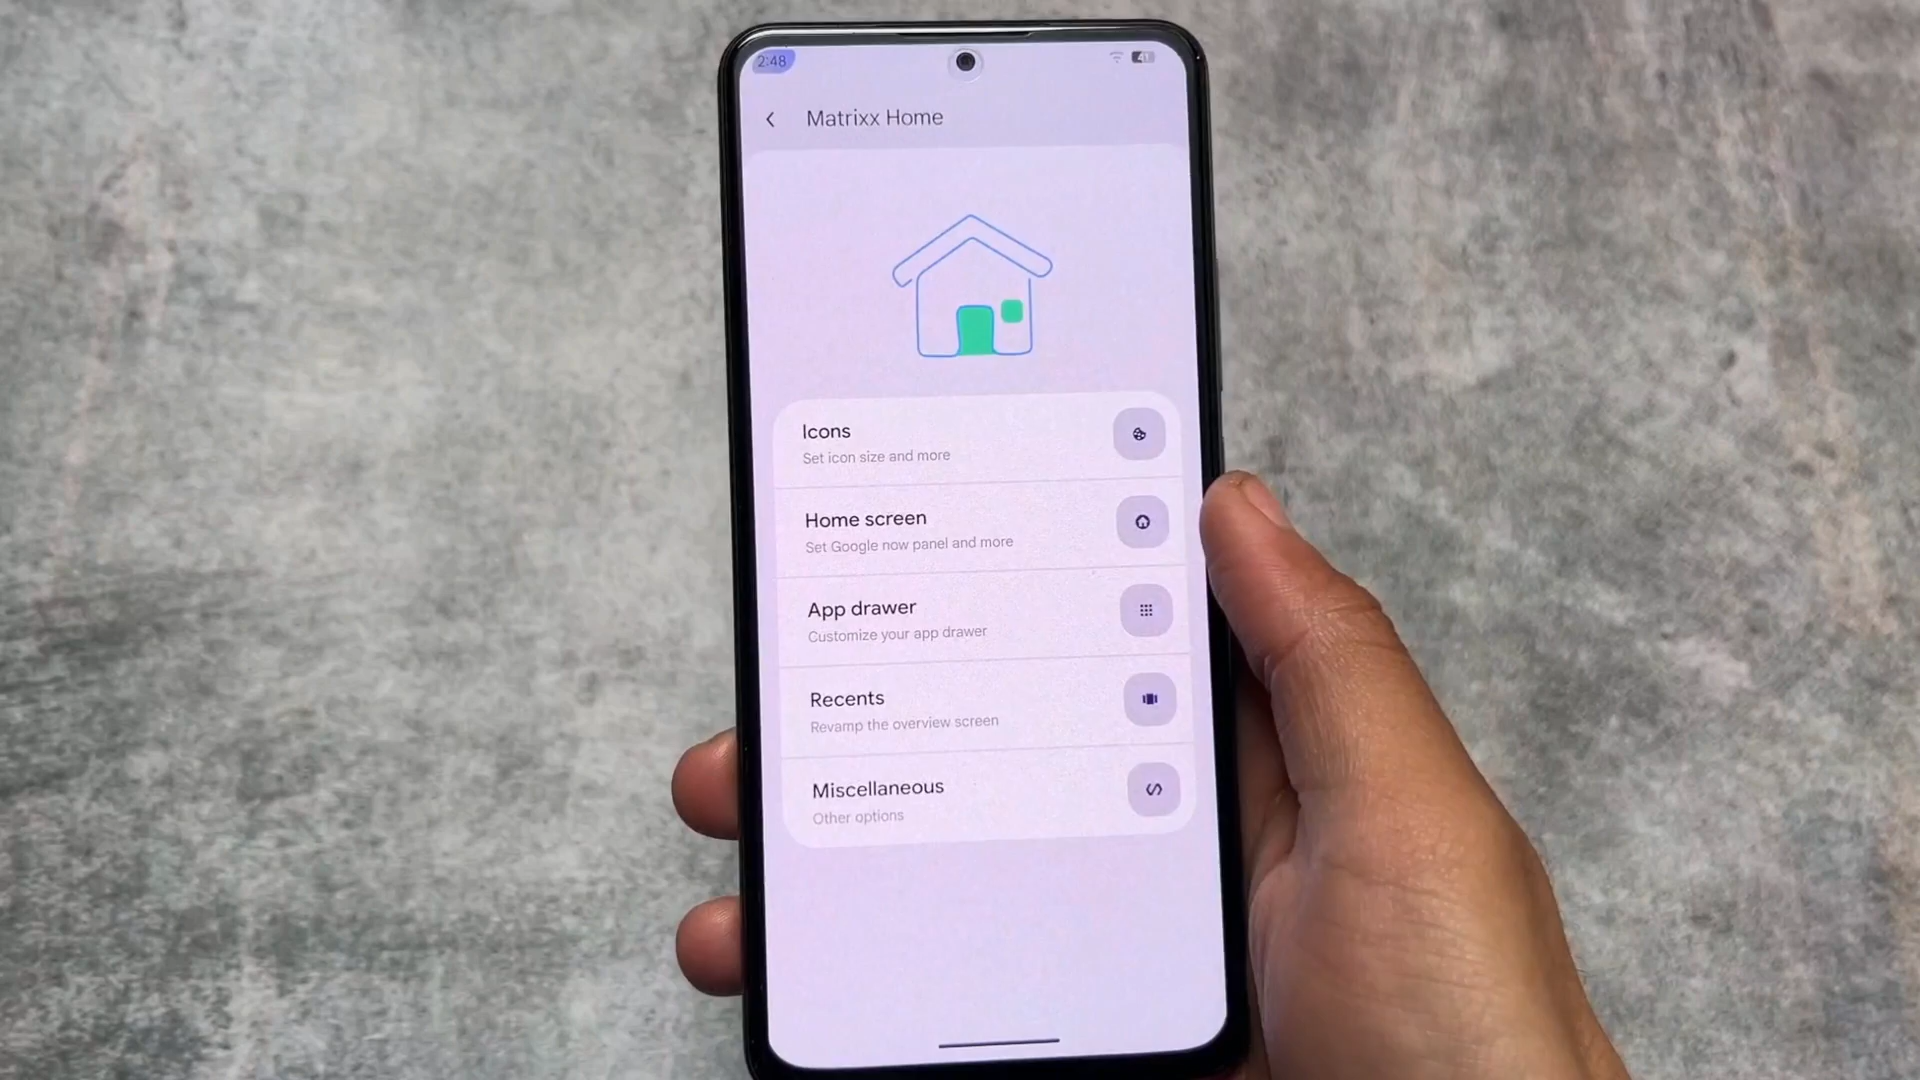 2:48
41
Matrixx Home
Icons
Set icon size and more
Home screen
Set Google now panel and more
App drawer
Customize your app drawer
Recents
Revamp the overview screen
Miscellaneous
Other options